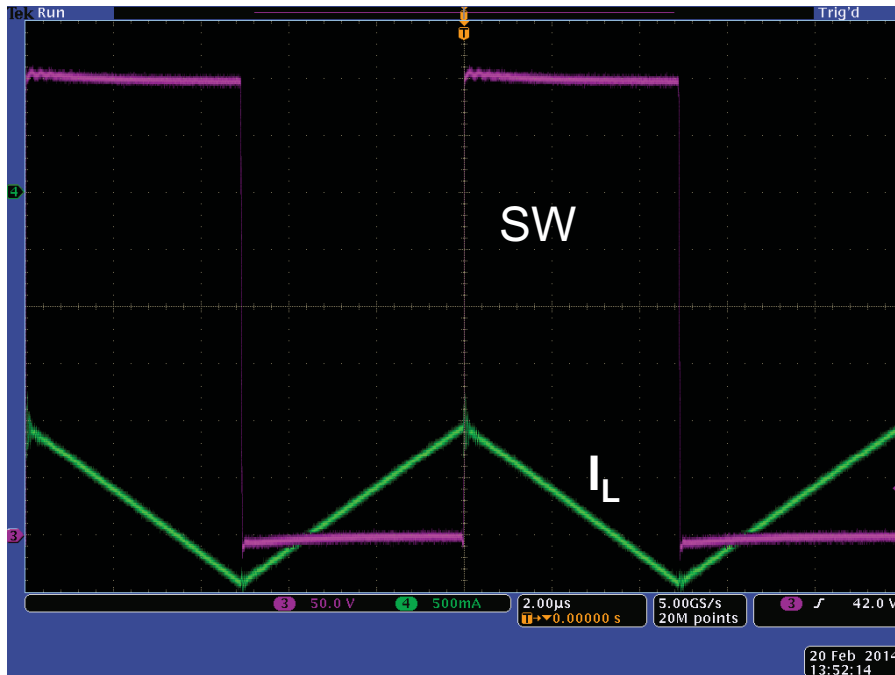 Tek Run Trig'd
T
T
4
SW
I_L
3
3 50.0 V 4 500mA 2.00µs 5.00GS/s 3 42.0 V
T→▼0.00000 s 20M points
20 Feb 2014
13:52:14